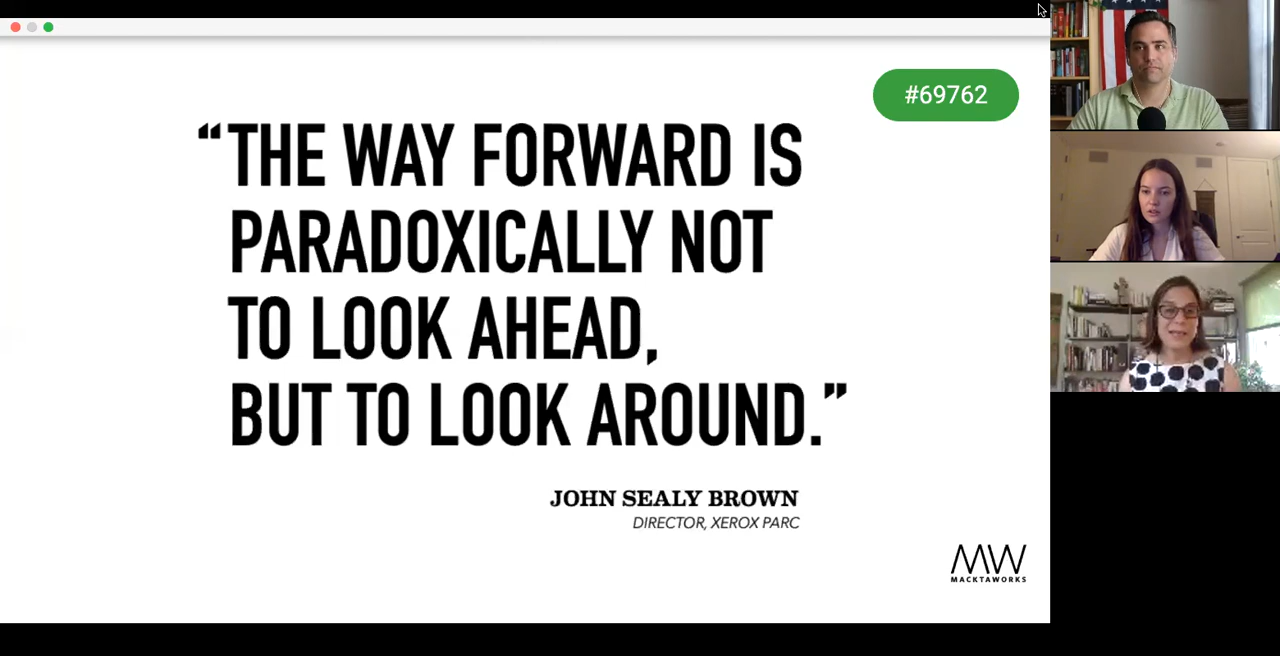 #69762
“THE WAY FORWARD IS
PARADOXICALLY NOT
TO LOOK AHEAD,
BUT TO LOOK AROUND.”
JOHN SEALY BROWN
DIRECTOR, XEROX PARC
MW
MACKTAWORKS